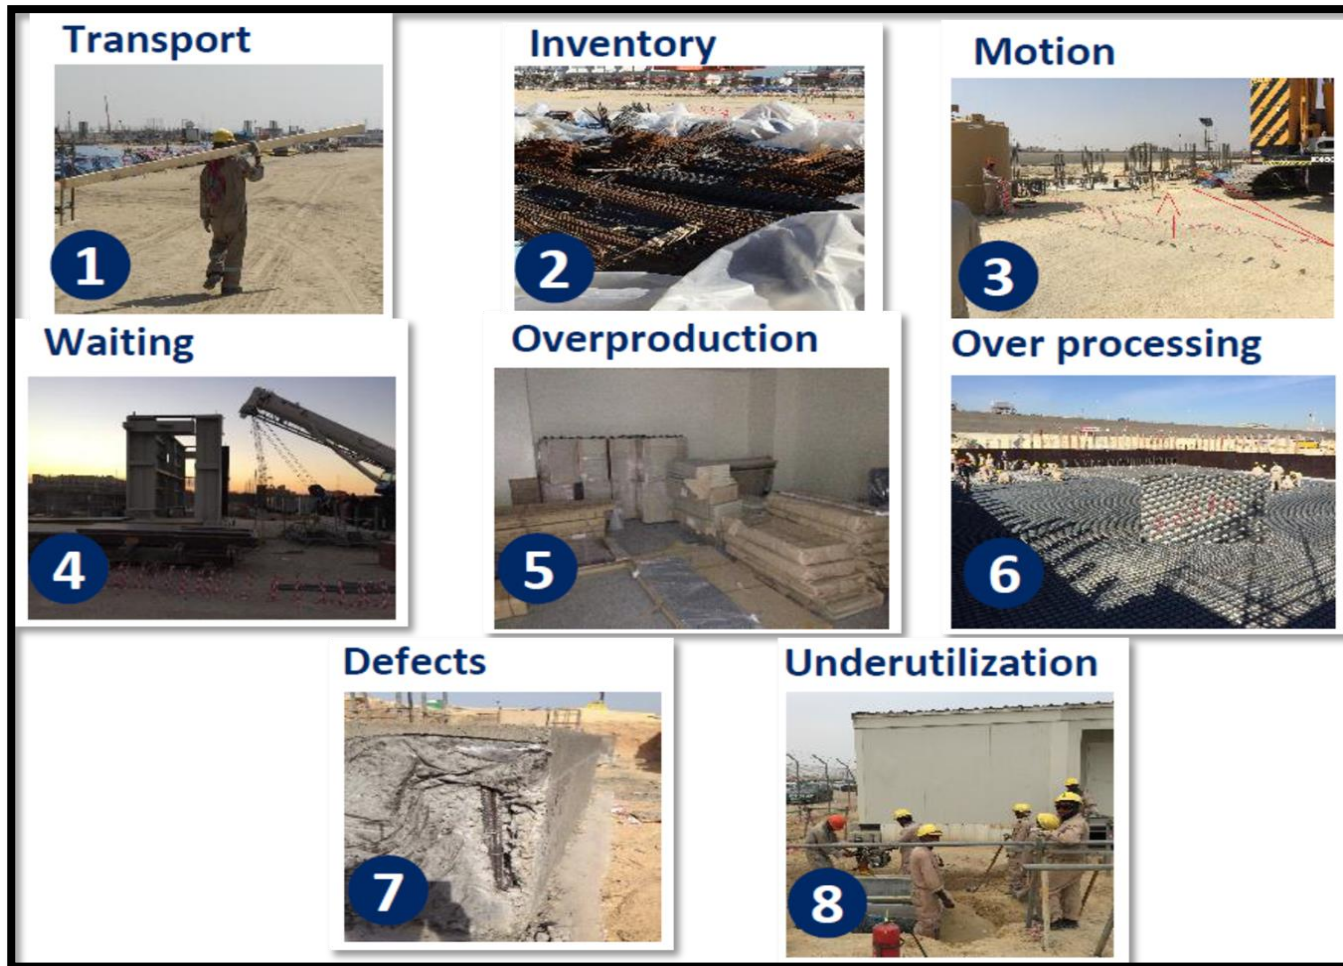 Transport
Inventory
Motion
1
2
3
Waiting
Overproduction
Over processing
4
5
6
Defects
Underutilization
7
8